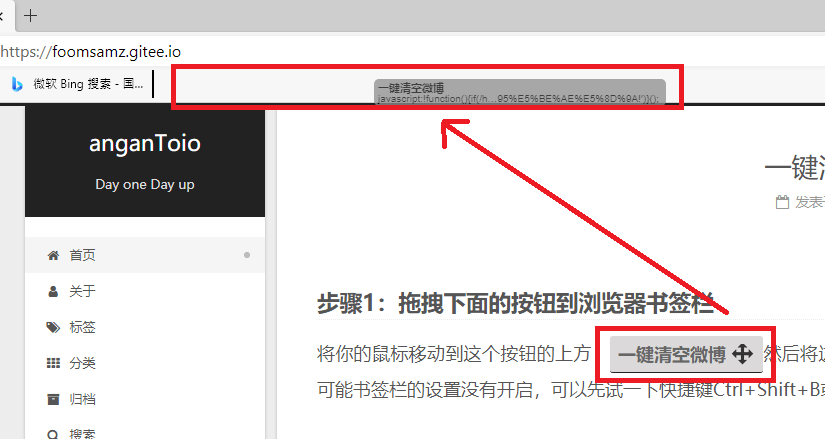 https://foomsamz.gitee.io
微软 Bing 搜索 - 国...
一键清空微博
javascript:!function(){if(/h...95%E5%BE%AE%E5%8D%9A!')}();
anganToio
Day one Day up
首页
关于
标签
分类
归档
搜索
一键
发表
步骤1：拖拽下面的按钮到浏览器书签栏
将你的鼠标移动到这个按钮的上方 一键清空微博 然后将
可能书签栏的设置没有开启，可以先试一下快捷键Ctrl+Shift+B